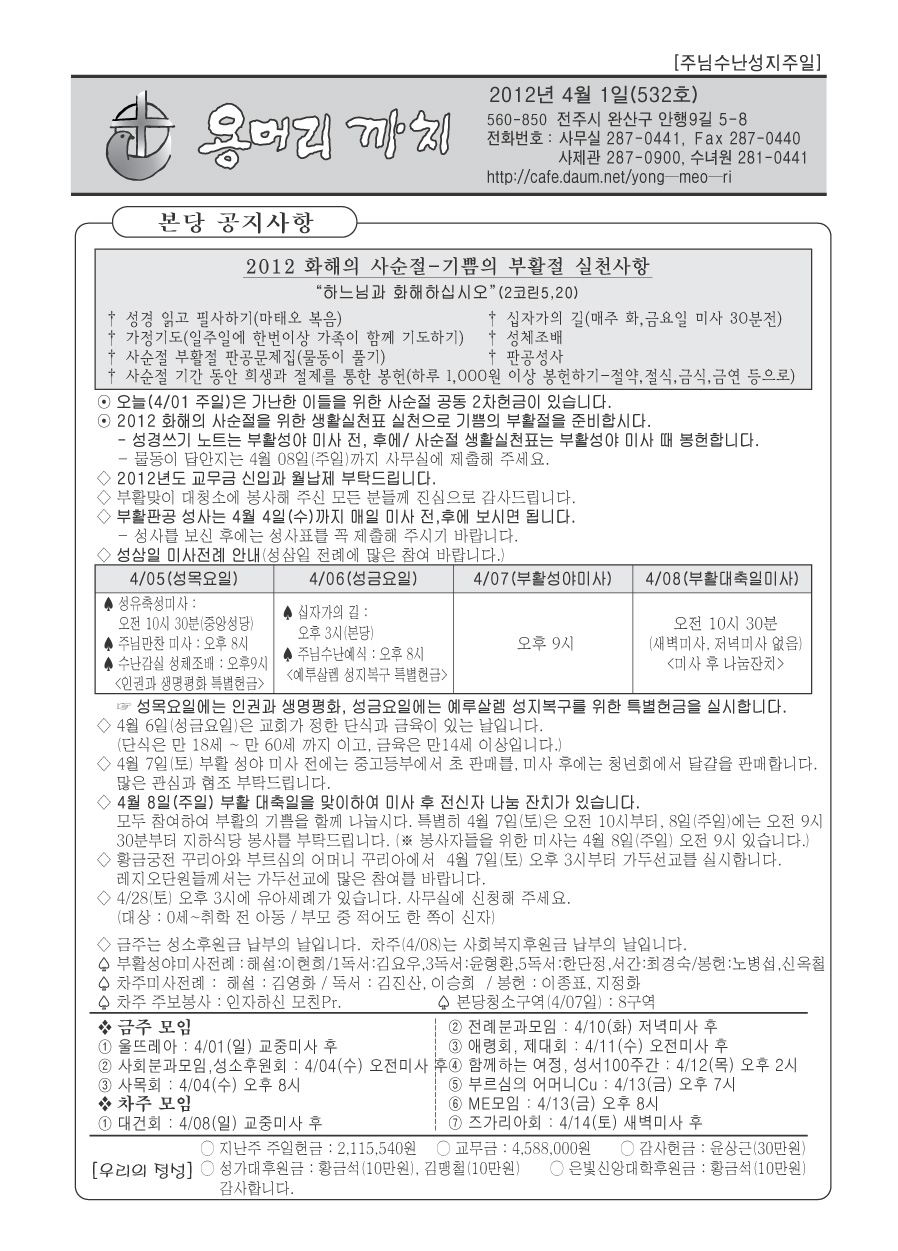 [주님수난성지주일]
용머리 까치
2012년 4월 1일(532호)
560-850 전주시 완산구 안행9길 5-8
전화번호 : 사무실 287-0441, Fax 287-0440
사제관 287-0900, 수녀원 281-0441
http://cafe.daum.net/yong―meo―ri
본당 공지사항
2012 화해의 사순절-기쁨의 부활절 실천사항
“하느님과 화해하십시오”(2코린5,20)
† 성경 읽고 필사하기(마태오 복음) † 십자가의 길(매주 화,금요일 미사 30분전)
† 가정기도(일주일에 한번이상 가족이 함께 기도하기) † 성체조배
† 사순절 부활절 판공문제집(물동이 풀기) † 판공성사
† 사순절 기간 동안 희생과 절제를 통한 봉헌(하루 1,000원 이상 봉헌하기-절약,절식,금식,금연 등으로)
⊙ 오늘(4/01 주일)은 가난한 이들을 위한 사순절 공동 2차헌금이 있습니다.
⊙ 2012 화해의 사순절을 위한 생활실천표 실천으로 기쁨의 부활절을 준비합시다.
- 성경쓰기 노트는 부활성야 미사 전, 후에/ 사순절 생활실천표는 부활성야 미사 때 봉헌합니다.
- 물동이 답안지는 4월 08일(주일)까지 사무실에 제출해 주세요.
◇ 2012년도 교무금 신입과 월납제 부탁드립니다.
◇ 부활맞이 대청소에 봉사해 주신 모든 분들께 진심으로 감사드립니다.
◇ 부활판공 성사는 4월 4일(수)까지 매일 미사 전,후에 보시면 됩니다.
- 성사를 보신 후에는 성사표를 꼭 제출해 주시기 바랍니다.
◇ 성삼일 미사전례 안내(성삼일 전례에 많은 참여 바랍니다.)
4/05(성목요일) 4/06(성금요일) 4/07(부활성야미사) 4/08(부활대축일미사)
♠ 성유축성미사 :
오전 10시 30분(중앙성당)
♠ 주님만찬 미사 : 오후 8시
♠ 수난감실 성체조배 : 오후9시
<인권과 생명평화 특별헌금>
♠ 십자가의 길 :
오후 3시(본당)
♠ 주님수난예식 : 오후 8시
<예루살렘 성지복구 특별헌금>
오후 9시
오전 10시 30분
(새벽미사, 저녁미사 없음)
<미사 후 나눔잔치>
☞ 성목요일에는 인권과 생명평화, 성금요일에는 예루살렘 성지복구를 위한 특별헌금을 실시합니다.
◇ 4월 6일(성금요일)은 교회가 정한 단식과 금육이 있는 날입니다.
(단식은 만 18세 ~ 만 60세 까지 이고, 금육은 만14세 이상입니다.)
◇ 4월 7일(토) 부활 성야 미사 전에는 중고등부에서 초 판매를, 미사 후에는 청년회에서 달걀을 판매합니다.
많은 관심과 협조 부탁드립니다.
◇ 4월 8일(주일) 부활 대축일을 맞이하여 미사 후 전신자 나눔 잔치가 있습니다.
모두 참여하여 부활의 기쁨을 함께 나눕시다. 특별히 4월 7일(토)은 오전 10시부터, 8일(주일)에는 오전 9시
30분부터 지하식당 봉사를 부탁드립니다. (※ 봉사자들을 위한 미사는 4월 8일(주일) 오전 9시 있습니다.)
◇ 황금궁전 꾸리아와 부르심의 어머니 꾸리아에서 4월 7일(토) 오후 3시부터 가두선교를 실시합니다.
레지오단원들께서는 가두선교에 많은 참여를 바랍니다.
◇ 4/28(토) 오후 3시에 유아세례가 있습니다. 사무실에 신청해 주세요.
(대상 : 0세~취학 전 아동 / 부모 중 적어도 한 쪽이 신자)
◇ 금주는 성소후원금 납부의 날입니다. 차주(4/08)는 사회복지후원금 납부의 날입니다.
♤ 부활성야미사전례 : 해설:이현희/1독서:김요우,3독서:윤형환,5독서:한단정,서간:최경숙/봉헌:노병섭,신옥철
♤ 차주미사전례 : 해설 : 김영화 / 독서 : 김진산, 이승희 / 봉헌 : 이종표, 지정화
♤ 차주 주보봉사 : 인자하신 모친Pr. ♤ 본당청소구역(4/07일) : 8구역
❖ 금주 모임
① 울뜨레아 : 4/01(일) 교중미사 후
② 사회분과모임,성소후원회 : 4/04(수) 오전미사 후
③ 사목회 : 4/04(수) 오후 8시
❖ 차주 모임
① 대건회 : 4/08(일) 교중미사 후
② 전례분과모임 : 4/10(화) 저녁미사 후
③ 애령회, 제대회 : 4/11(수) 오전미사 후
④ 함께하는 여정, 성서100주간 : 4/12(목) 오후 2시
⑤ 부르심의 어머니Cu : 4/13(금) 오후 7시
⑥ ME모임 : 4/13(금) 오후 8시
⑦ 즈가리아회 : 4/14(토) 새벽미사 후
[우리의 정성]
○ 지난주 주일헌금 : 2,115,540원 ○ 교무금 : 4,588,000원 ○ 감사헌금 : 윤상근(30만원)
○ 성가대후원금 : 황금석(10만원), 김맹철(10만원) ○ 은빛신앙대학후원금 : 황금석(10만원)
감사합니다.